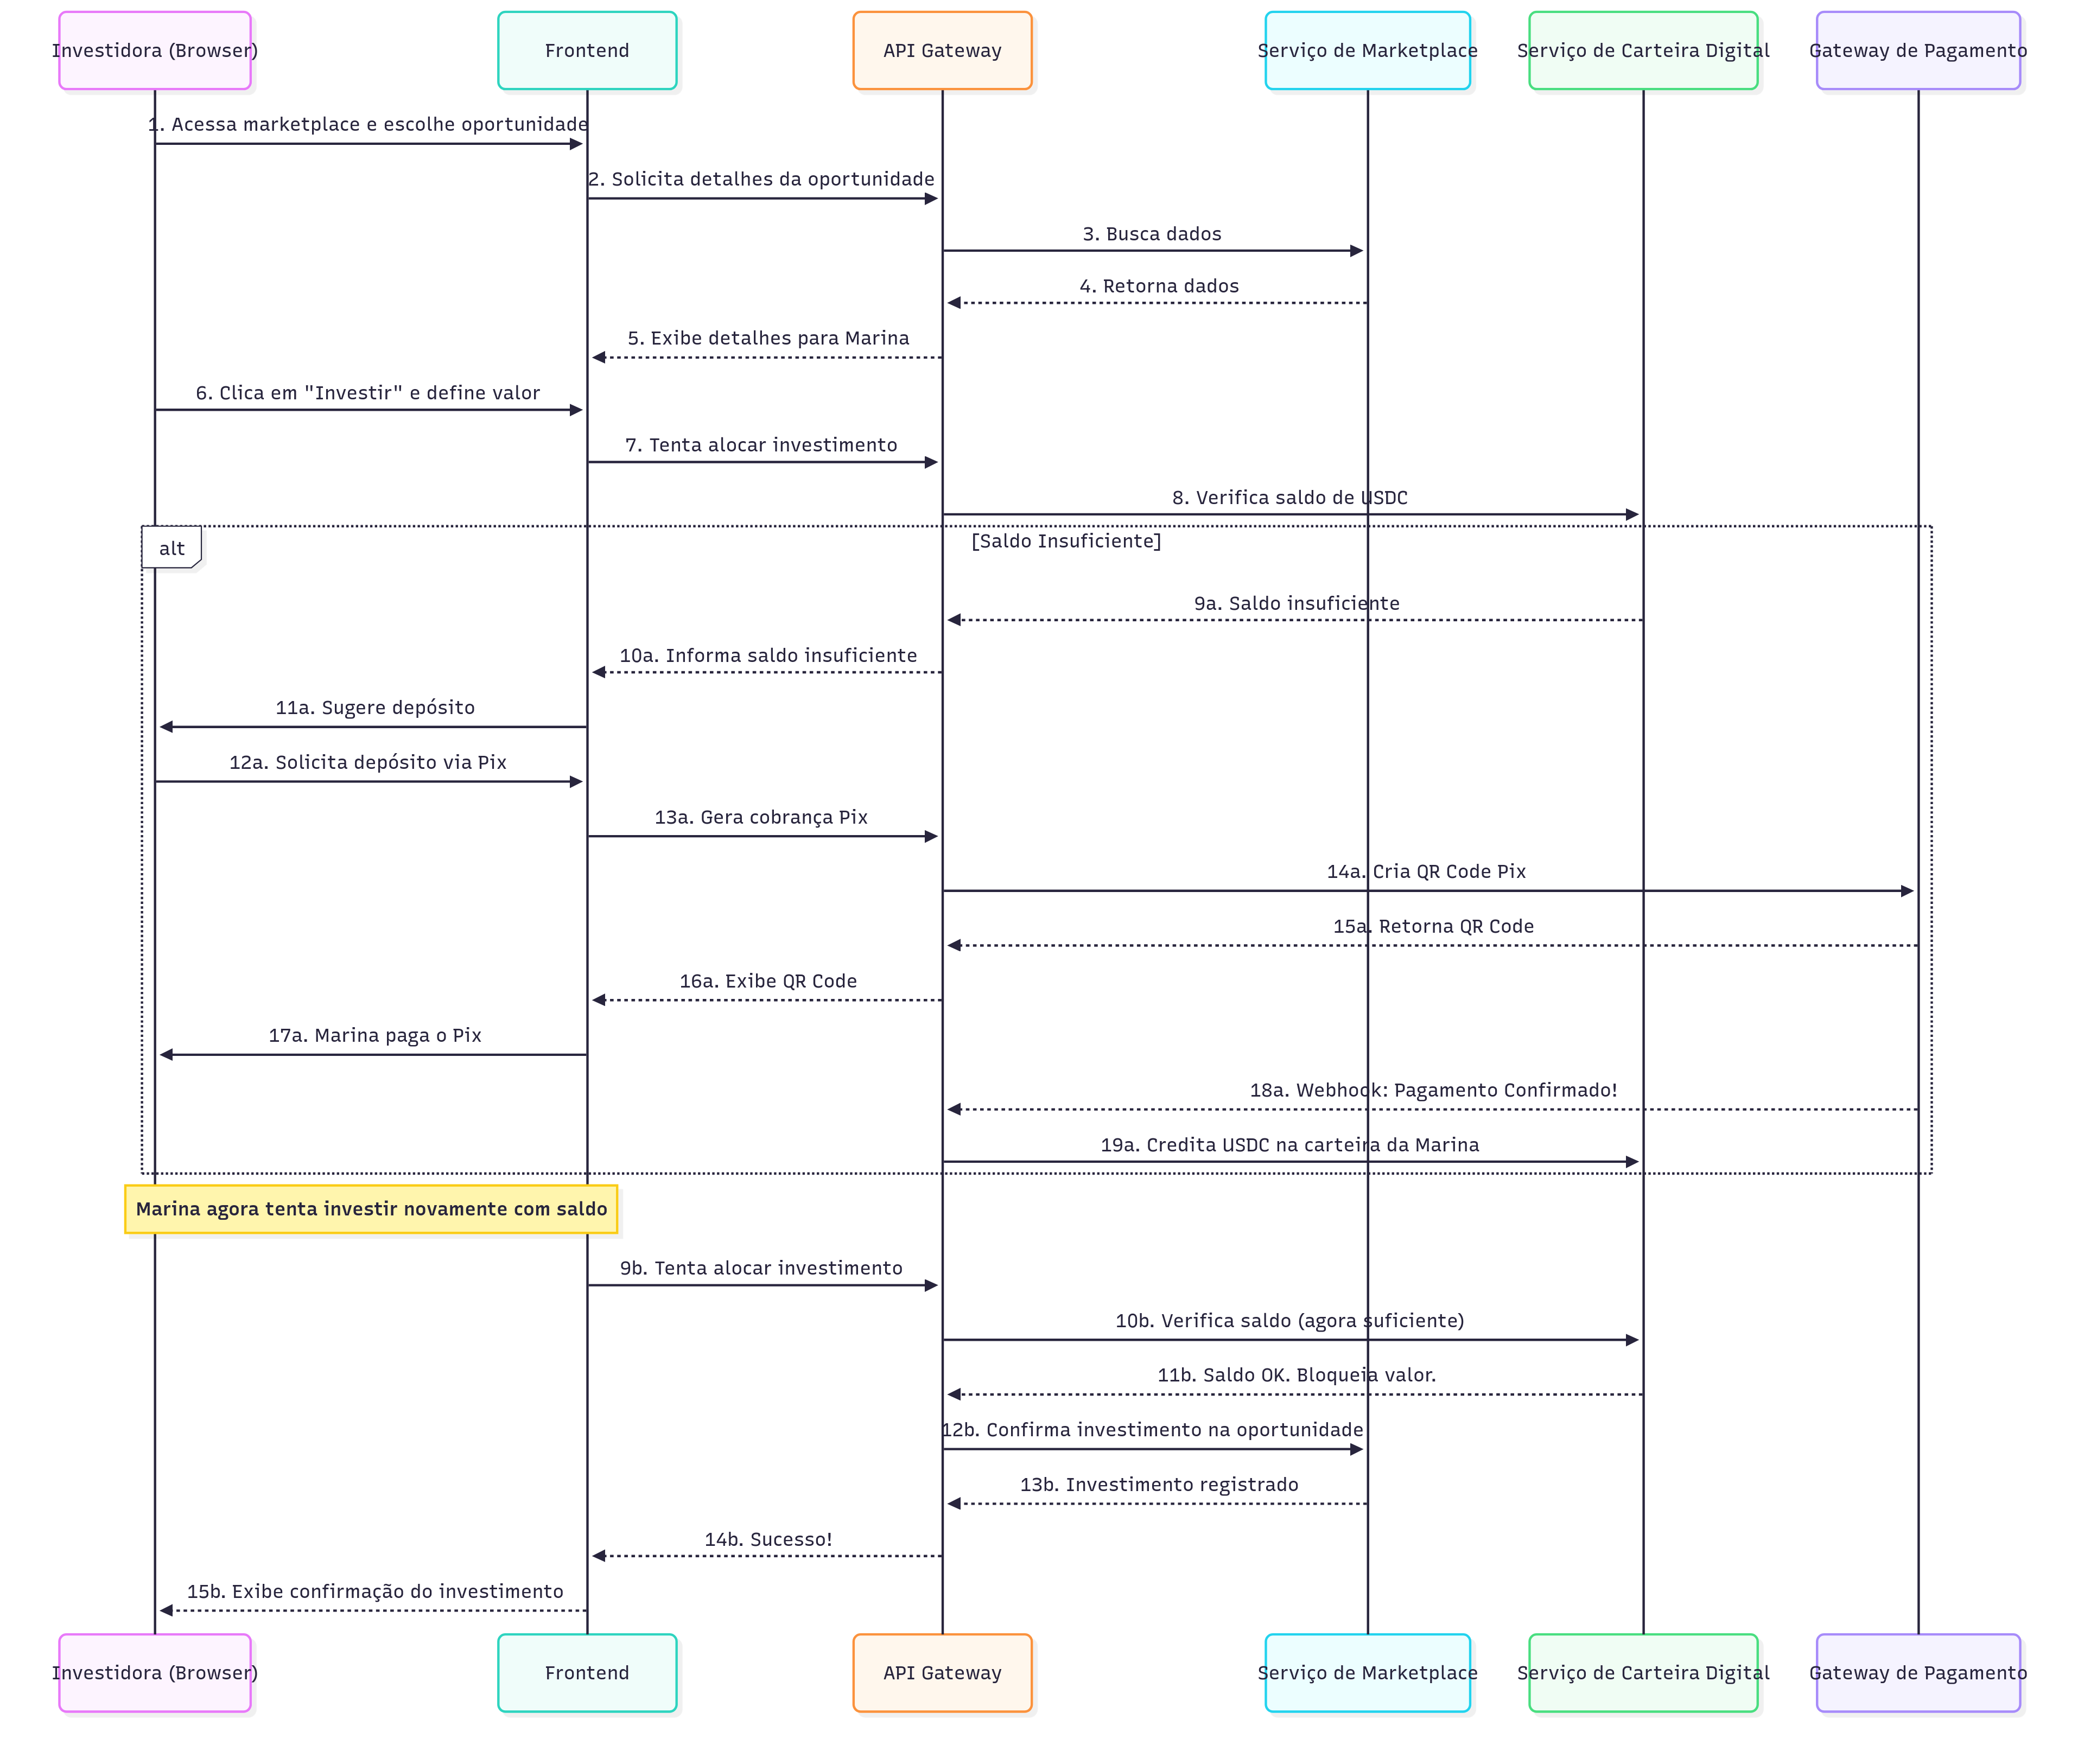 Investidora (Browser)
Frontend
API Gateway
Serviço de Marketplace
Serviço de Carteira Digital
Gateway de Pagamento
1. Acessa marketplace e escolhe oportunidade
2. Solicita detalhes da oportunidade
3. Busca dados
4. Retorna dados
5. Exibe detalhes para Marina
6. Clica em "Investir" e define valor
7. Tenta alocar investimento
8. Verifica saldo de USDC
alt
[Saldo Insuficiente]
9a. Saldo insuficiente
10a. Informa saldo insuficiente
11a. Sugere depósito
12a. Solicita depósito via Pix
13a. Gera cobrança Pix
14a. Cria QR Code Pix
15a. Retorna QR Code
16a. Exibe QR Code
17a. Marina paga o Pix
18a. Webhook: Pagamento Confirmado!
19a. Credita USDC na carteira da Marina
Marina agora tenta investir novamente com saldo
9b. Tenta alocar investimento
10b. Verifica saldo (agora suficiente)
11b. Saldo OK. Bloqueia valor.
12b. Confirma investimento na oportunidade
13b. Investimento registrado
14b. Sucesso!
15b. Exibe confirmação do investimento
Investidora (Browser)
Frontend
API Gateway
Serviço de Marketplace
Serviço de Carteira Digital
Gateway de Pagamento